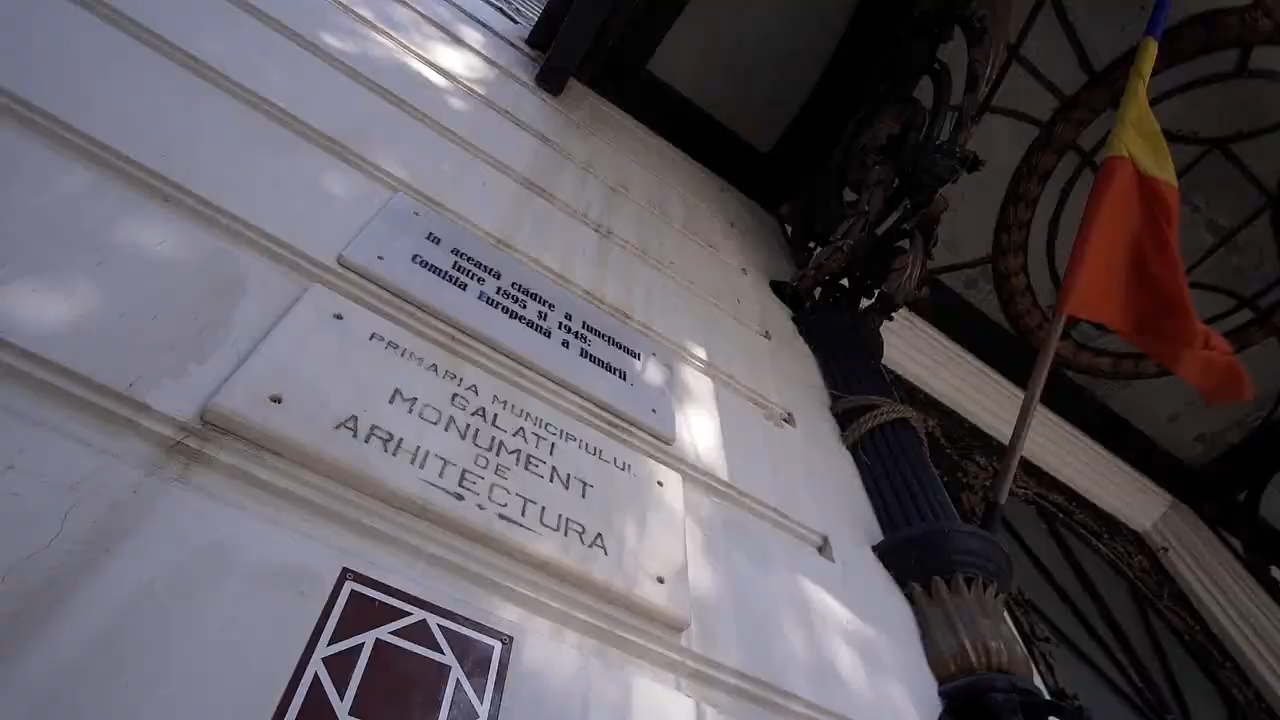 In această clădire a funcţionat
între 1895 şi 1948:
Comisia Europeană a Dunării.
PRIMARIA MUNICIPIULUI
GALATI
MONUMENT
DE
ARHITECTURA